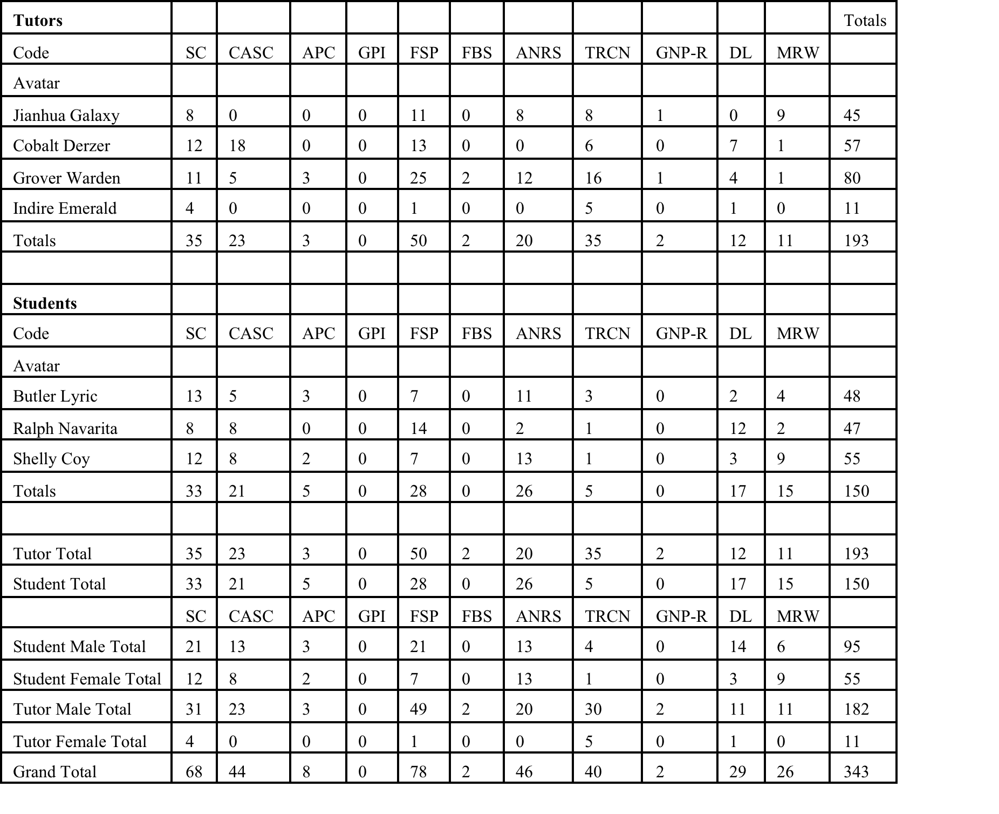 Tutors Totals
Code SC CASC APC GPI FSP FBS ANRS TRCN GNP-R DL MRW
Avatar
Jianhua Galaxy 8 0 0 0 11 0 8 8 1 0 9 45
Cobalt Derzer 12 18 0 0 13 0 0 6 0 7 1 57
Grover Warden 11 5 3 0 25 2 12 16 1 4 1 80
Indire Emerald 4 0 0 0 1 0 0 5 0 1 0 11
Totals 35 23 3 0 50 2 20 35 2 12 11 193
Students
Code SC CASC APC GPI FSP FBS ANRS TRCN GNP-R DL MRW
Avatar
Butler Lyric 13 5 3 0 7 0 11 3 0 2 4 48
Ralph Navarita 8 8 0 0 14 0 2 1 0 12 2 47
Shelly Coy 12 8 2 0 7 0 13 1 0 3 9 55
Totals 33 21 5 0 28 0 26 5 0 17 15 150
Tutor Total 35 23 3 0 50 2 20 35 2 12 11 193
Student Total 33 21 5 0 28 0 26 5 0 17 15 150
SC CASC APC GPI FSP FBS ANRS TRCN GNP-R DL MRW
Student Male Total 21 13 3 0 21 0 13 4 0 14 6 95
Student Female Total 12 8 2 0 7 0 13 1 0 3 9 55
Tutor Male Total 31 23 3 0 49 2 20 30 2 11 11 182
Tutor Female Total 4 0 0 0 1 0 0 5 0 1 0 11
Grand Total 68 44 8 0 78 2 46 40 2 29 26 343